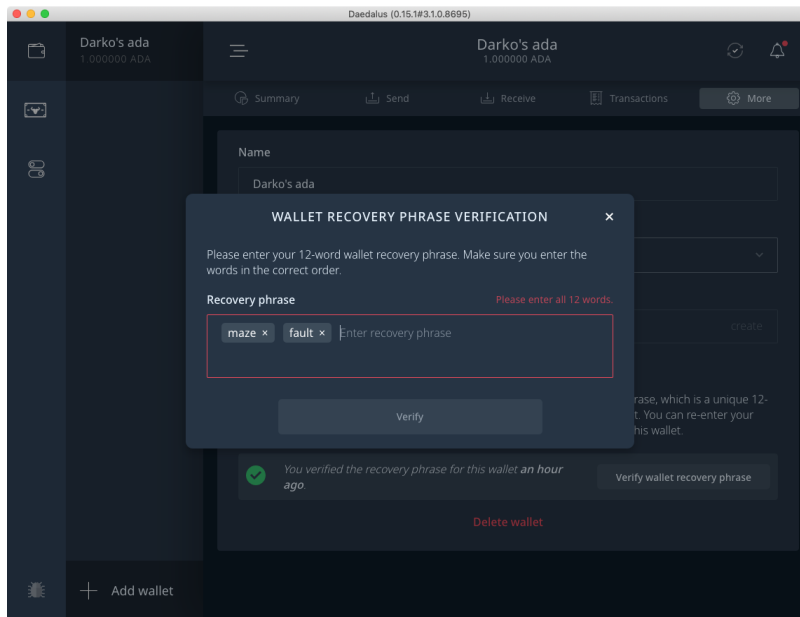 Daedalus (0.15.1#3.1.0.8695)
Darko's ada
1.000000 ADA
Darko's ada
1.000000 ADA
Summary
Send
Receive
Transactions
More
Name
Darko's ada
WALLET RECOVERY PHRASE VERIFICATION ×
Please enter your 12-word wallet recovery phrase. Make sure you enter the
words in the correct order.
Recovery phrase
Please enter all 12 words.
maze × fault × Enter recovery phrase
Verify
create
rase, which is a unique 12-
t. You can re-enter your
his wallet.
You verified the recovery phrase for this wallet an hour
ago.
Verify wallet recovery phrase
Delete wallet
Add wallet